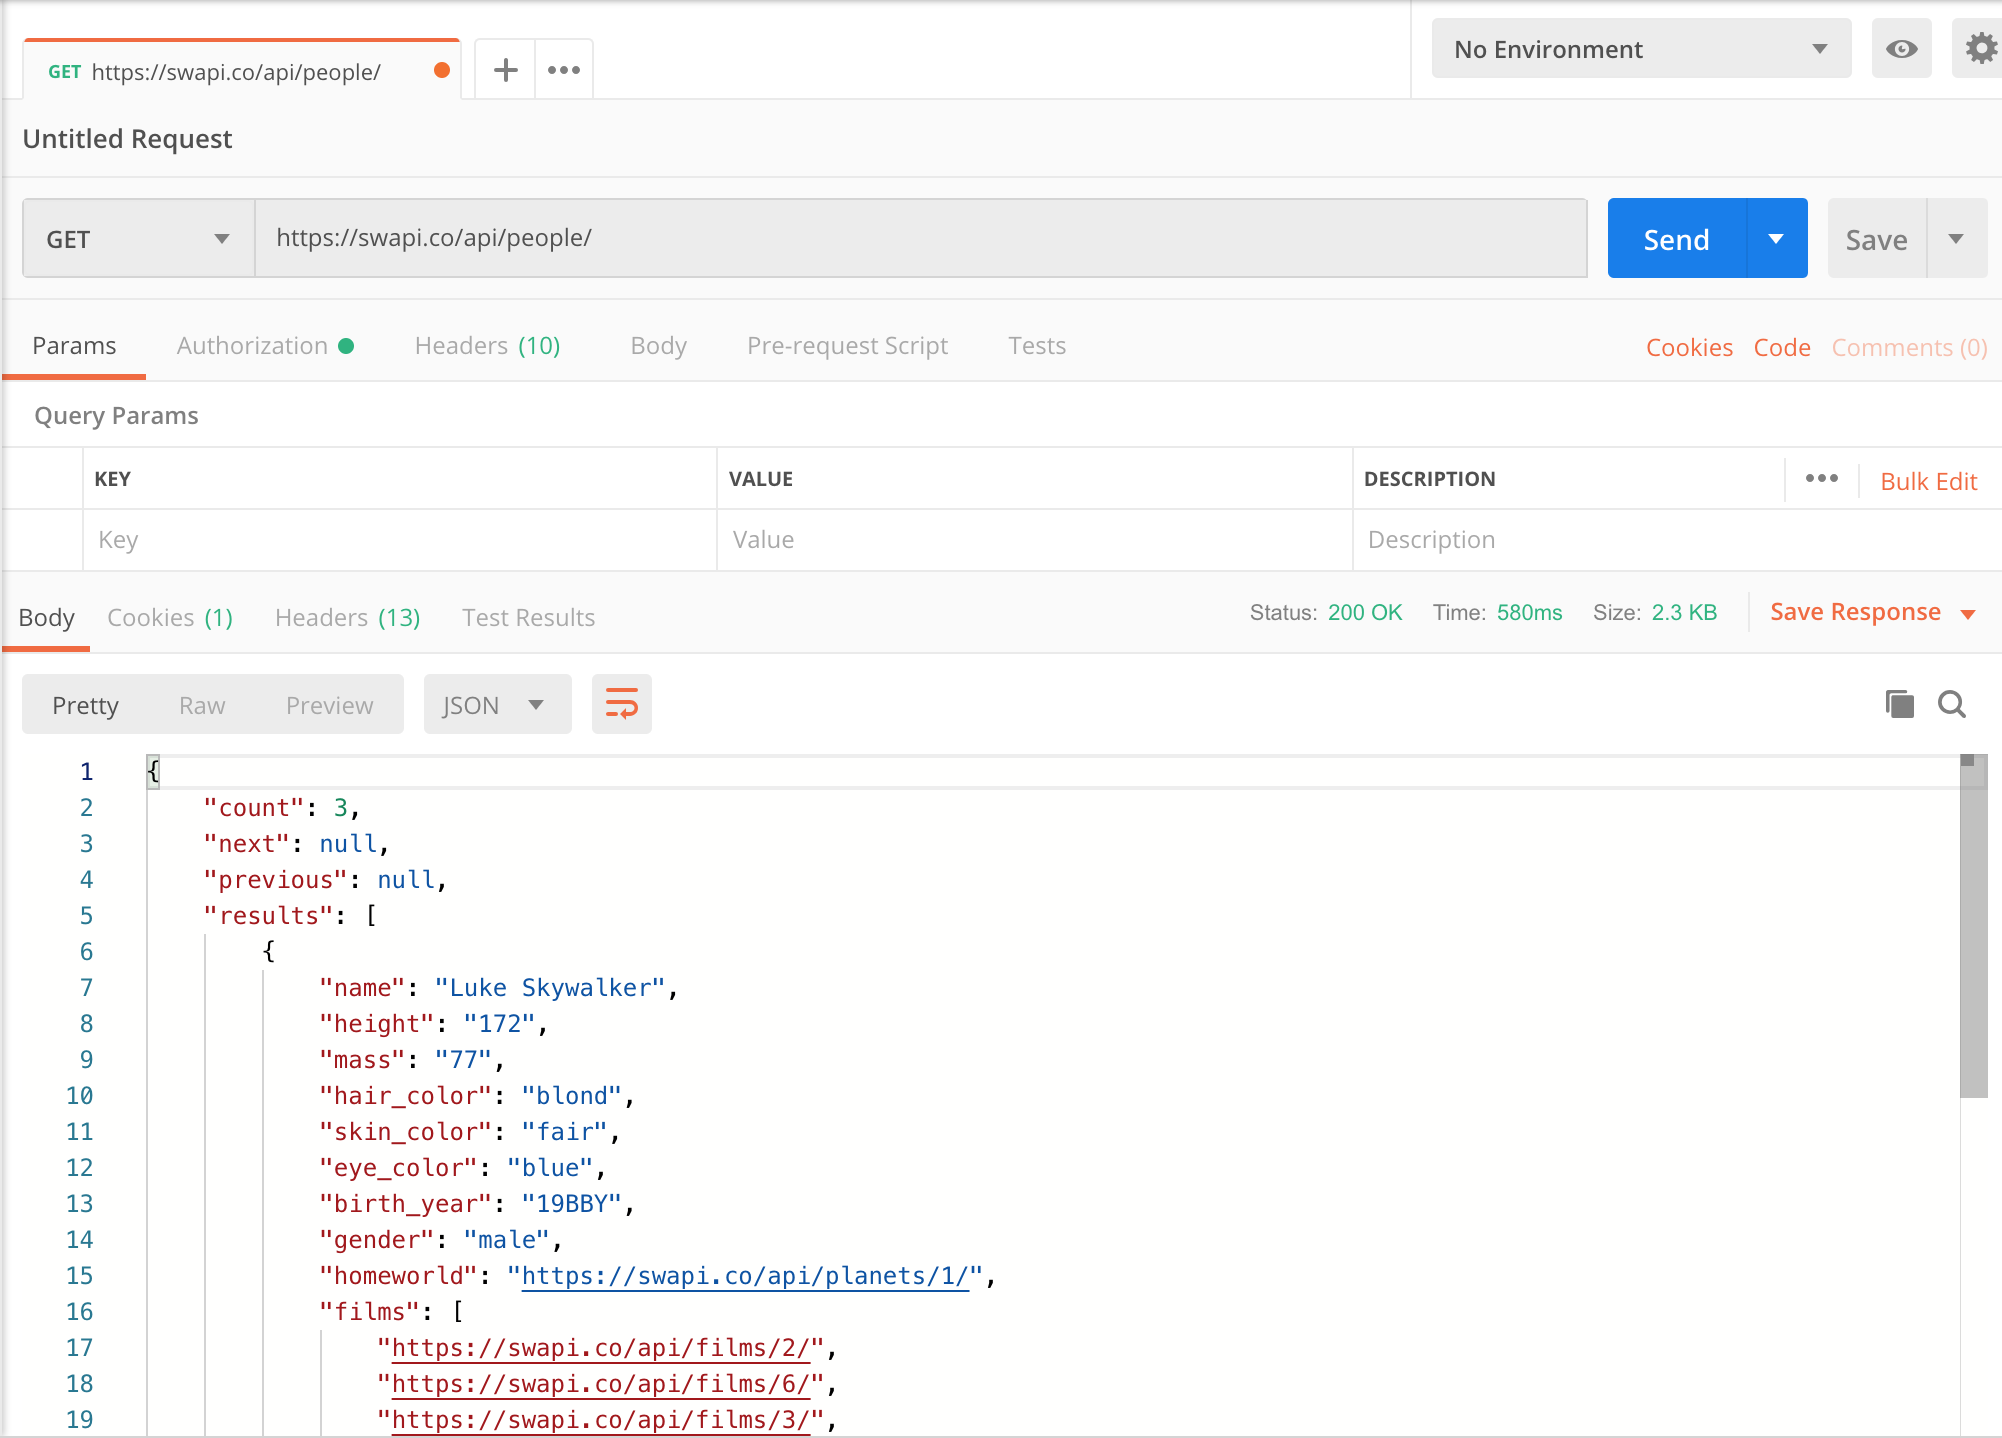 GET https://swapi.co/api/people/
No Environment
Untitled Request
GET https://swapi.co/api/people/ Send Save
Params Authorization Headers (10) Body Pre-request Script Tests Cookies Code Comments (0)
Query Params
KEY VALUE DESCRIPTION Bulk Edit
Key Value Description
Body Cookies (1) Headers (13) Test Results Status: 200 OK Time: 580ms Size: 2.3 KB Save Response
Pretty Raw Preview JSON
1 {
2 "count": 3,
3 "next": null,
4 "previous": null,
5 "results": [
6 {
7 "name": "Luke Skywalker",
8 "height": "172",
9 "mass": "77",
10 "hair_color": "blond",
11 "skin_color": "fair",
12 "eye_color": "blue",
13 "birth_year": "19BBY",
14 "gender": "male",
15 "homeworld": "https://swapi.co/api/planets/1/",
16 "films": [
17 "https://swapi.co/api/films/2/",
18 "https://swapi.co/api/films/6/",
19 "https://swapi.co/api/films/3/",